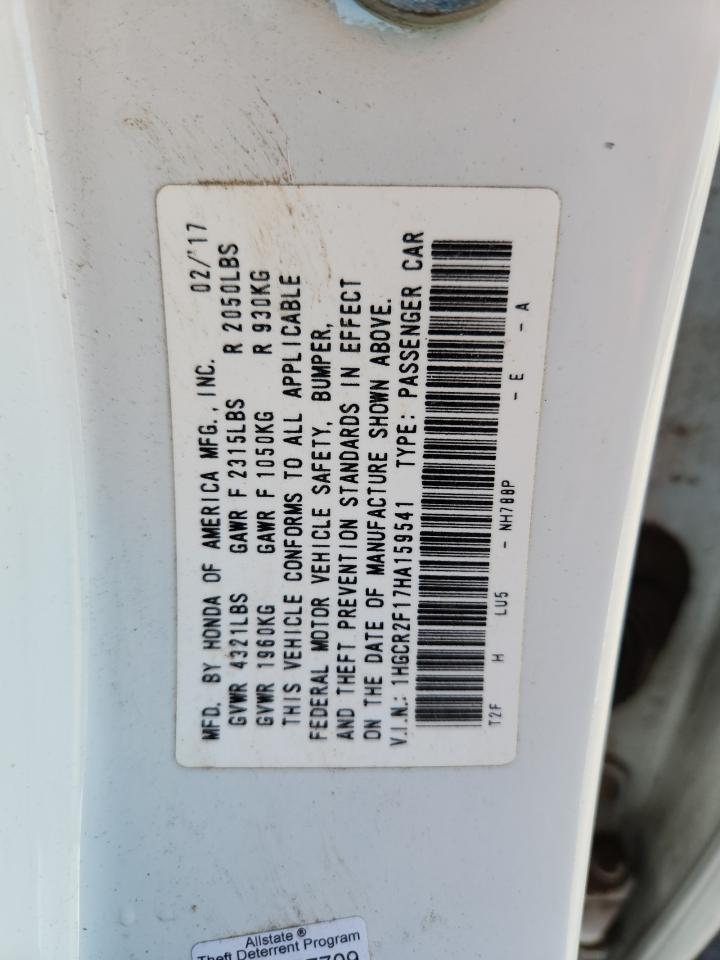 MFD. BY HONDA OF AMERICA MFG., INC. 02/'17
GVWR 4321LBS GAWR F 2315LBS R 2050LBS
GVWR 1960KG GAWR F 1050KG R 930KG
THIS VEHICLE CONFORMS TO ALL APPLICABLE
FEDERAL MOTOR VEHICLE SAFETY, BUMPER,
AND THEFT PREVENTION STANDARDS IN EFFECT
ON THE DATE OF MANUFACTURE SHOWN ABOVE.
V.I.N.: 1HGCR2F17HA159541 TYPE: PASSENGER CAR
T2F H LU5 - NH788P - E - A
Allstate ®
Theft Deterrent Program